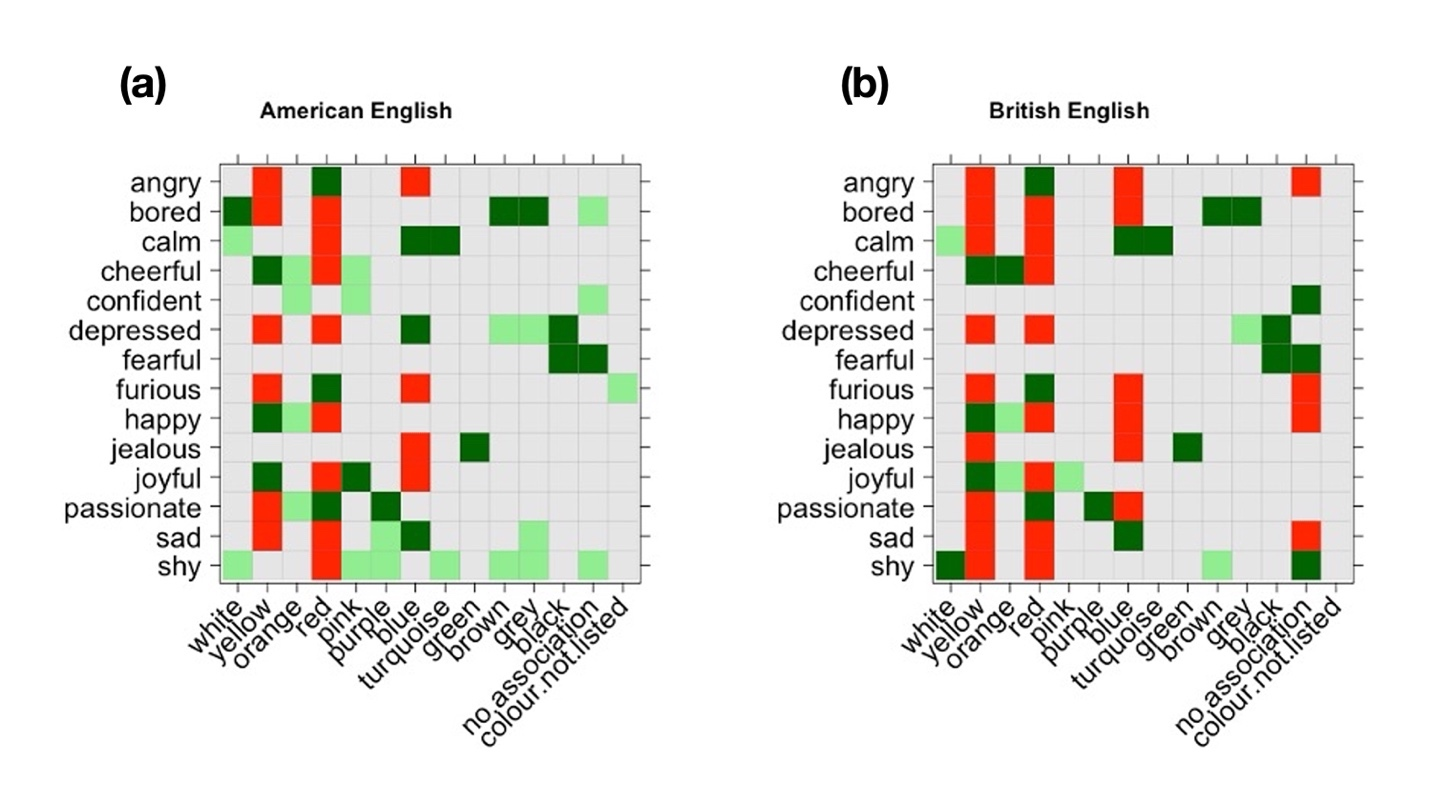 (a)
American English
angry
bored
calm
cheerful
confident
depressed
fearful
furious
happy
jealous
joyful
passionate
sad
shy
white
yellow
orange
red
pink
purple
blue
turquoise
green
brown
grey
black
no.association
colour.not.listed
(b)
British English
angry
bored
calm
cheerful
confident
depressed
fearful
furious
happy
jealous
joyful
passionate
sad
shy
white
yellow
orange
red
pink
purple
blue
turquoise
green
brown
grey
black
no.association
colour.not.listed